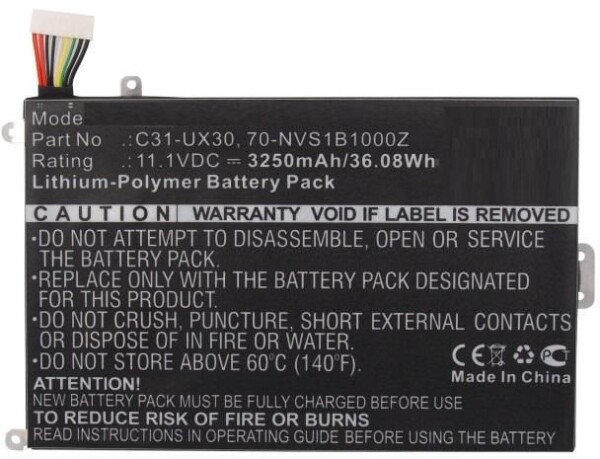 Mode
Part No .: C31-UX30, 70-NVS1B1000Z
Rating .: 11.1VDC = 3250mAh/36.08Wh
Lithium-Polymer Battery Pack
CAUTION WARRANTY VOID IF LABEL IS REMOVED
•DO NOT ATTEMPT TO DISASSEMBLE, OPEN OR SERVICE
THE BATTERY PACK.
•REPLACE ONLY WITH THE BATTERY PACK DESIGNATED
FOR THIS PRODUCT.
•DO NOT CRUSH, PUNCTURE, SHORT EXTERNAL CONTACTS
OR DISPOSE OF IN FIRE OR WATER.
•DO NOT STORE ABOVE 60°C (140°F).
CE PCT
Made In China
ATTENTION!
NEW BATTERY PACK MUST BE FULLY CHARGED BEFORE USE
TO REDUCE RISK OF FIRE OR BURNS
READ INSTRUCTIONS IN OPERATING GUIDE BEFORE BATTERY USE.